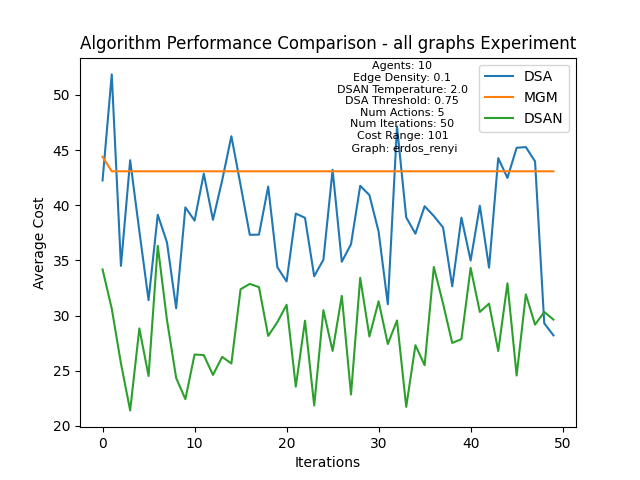 Algorithm Performance Comparison - all graphs Experiment
Agents: 10
Edge Density: 0.1
DSAN Temperature: 2.0
DSA Threshold: 0.75
Num Actions: 5
Num Iterations: 50
Cost Range: 101
Graph: erdos_renyi
DSA
MGM
DSAN
Average Cost
50
45
40
35
30
25
20
0
10
20
30
40
50
Iterations